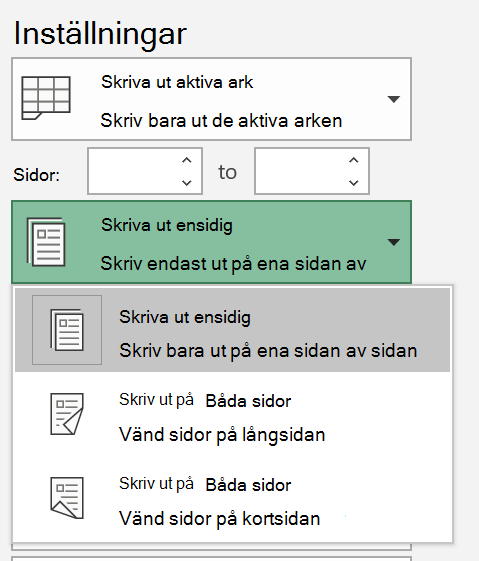 Inställningar
Skriva ut aktiva ark
Skriv bara ut de aktiva arken
Sidor: to
Skriva ut ensidig
Skriv endast ut på ena sidan av
Skriva ut ensidig
Skriv bara ut på ena sidan av sidan
Skriv ut på Båda sidor
Vänd sidor på långsidan
Skriv ut på Båda sidor
Vänd sidor på kortsidan